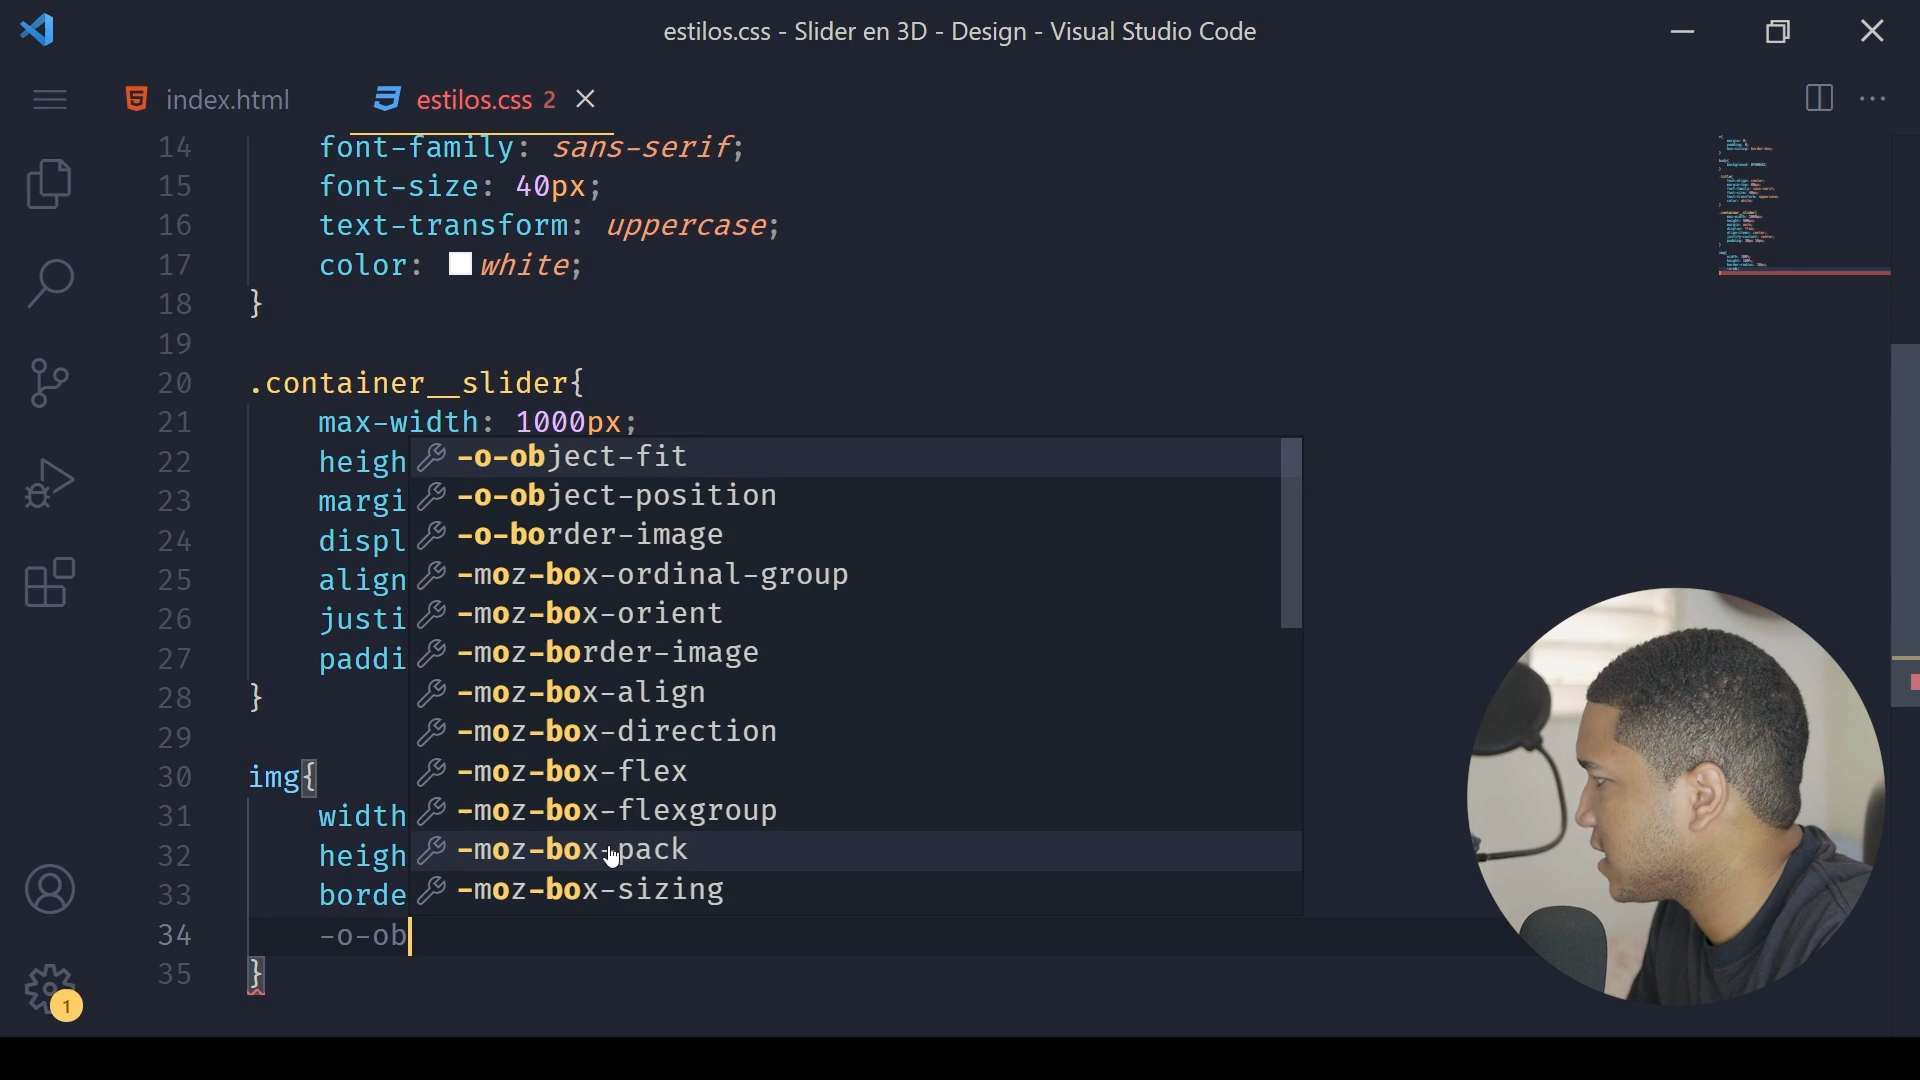 estilos.css - Slider en 3D - Design - Visual Studio Code
index.html
estilos.css 2
14 font-family: sans-serif;
15 font-size: 40px;
16 text-transform: uppercase;
17 color: white;
18 }
19
20 .container__slider{
21 max-width: 1000px;
22 heigh
23 margi
24 displ
25 align
26 justi
27 paddi
28 }
29
30 img{
31 width
32 heigh
33 borde
34 -o-ob
35 }
-o-object-fit
-o-object-position
-o-border-image
-moz-box-ordinal-group
-moz-box-orient
-moz-border-image
-moz-box-align
-moz-box-direction
-moz-box-flex
-moz-box-flexgroup
-moz-box-pack
-moz-box-sizing
1